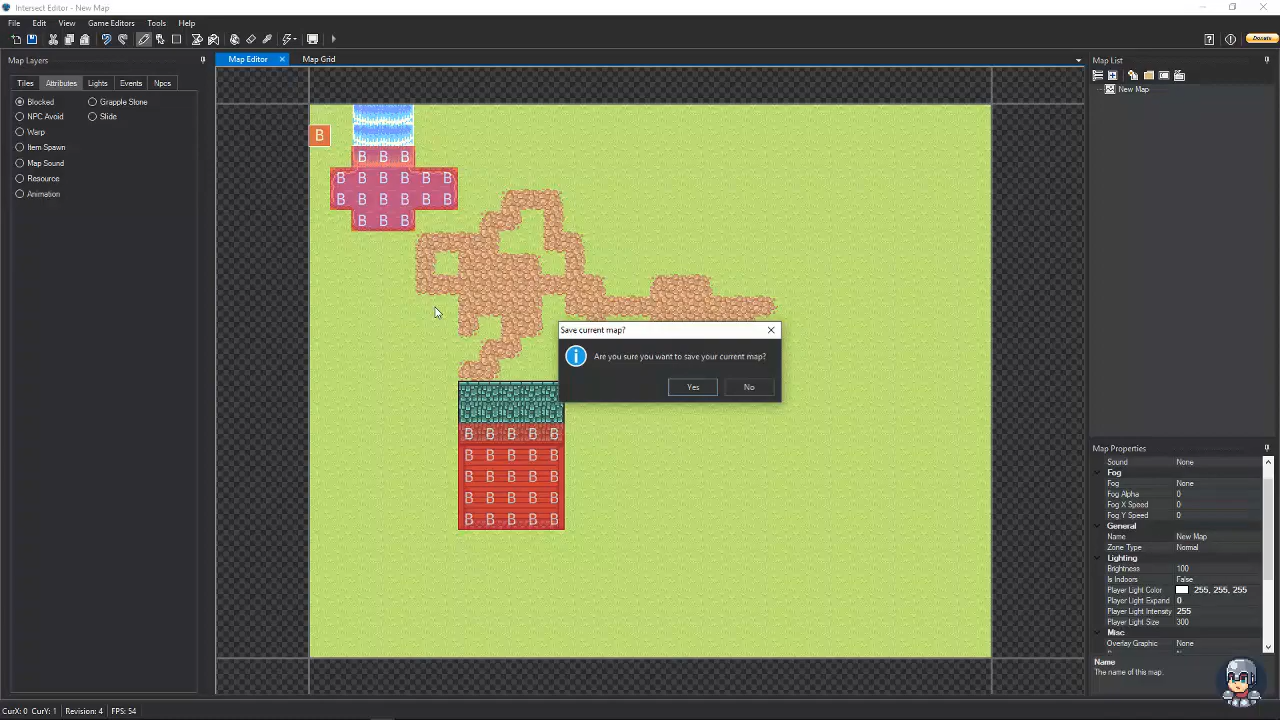 Intersect Editor - New Map
File Edit View Game Editors Tools Help
Map Layers
Map Editor
Map Grid
Map List
Donate
Tiles Attributes Lights Events Npcs
Blocked
Grapple Stone
NPC Avoid
Slide
Warp
Item Spawn
Map Sound
Resource
Animation
New Map
B
B B B
B B B B B B
B B B B B B
B B B
Save current map?
Are you sure you want to save your current map?
Yes
No
B B B B B
B B B B B
B B B B B
B B B B B
B B B B B
Map Properties
Sound None
Fog
Fog None
Fog Alpha 0
Fog X Speed 0
Fog Y Speed 0
General
Name New Map
Zone Type Normal
Lighting
Brightness 100
Is Indoors False
Player Light Color 255, 255, 255
Player Light Expand 0
Player Light Intensity 255
Player Light Size 300
Misc
Overlay Graphic None
Name
The name of this map.
CurX: 0 CurY: 1 Revision: 4 FPS: 54